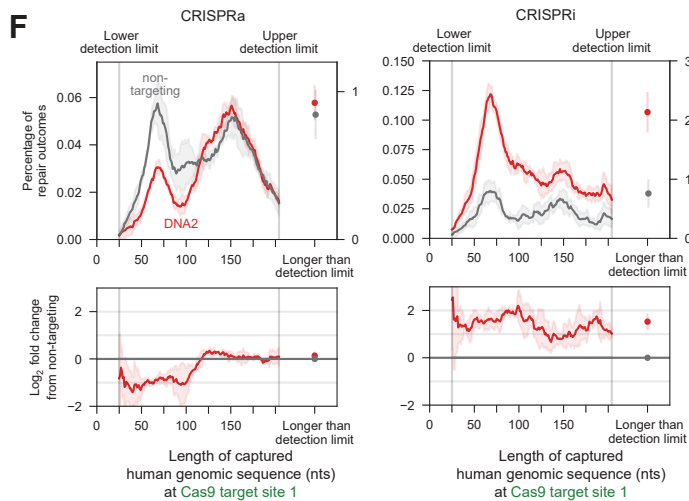 F
CRISPRa
CRISPRi
Lower
detection limit
Upper
detection limit
Lower
detection limit
Upper
detection limit
Percentage of
repair outcomes
non-
targeting
DNA2
0.06
0.04
0.02
0.00
1
0
0 50 100 150
Longer than
detection limit
0.150
0.125
0.100
0.075
0.050
0.025
0.000
3
2
1
0
0 50 100 150
Longer than
detection limit
Log2 fold change
from non-targeting
2
0
−2
0 50 100 150
Longer than
detection limit
2
0
−2
0 50 100 150
Longer than
detection limit
Length of captured
human genomic sequence (nts)
at Cas9 target site 1
Length of captured
human genomic sequence (nts)
at Cas9 target site 1